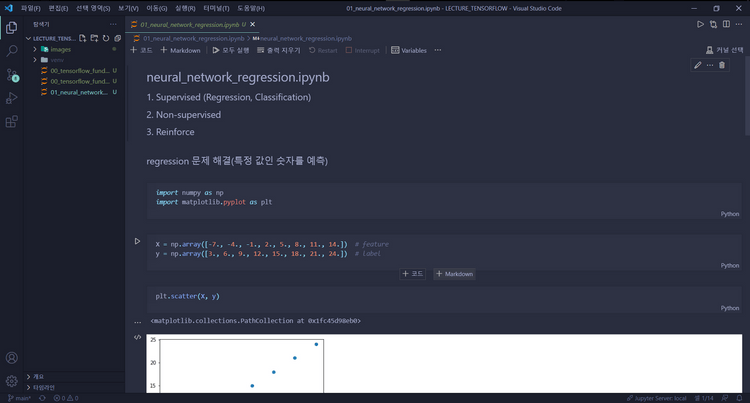 파일(F) 편집(E) 선택 영역(S) 보기(V) 이동(G) 실행(R) 터미널(T) 도움말(H)
01_neural_network_regression.ipynb - LECTURE_TENSORFLOW - Visual Studio Code
탐색기
LECTURE_TENS...
images
00_tensorflow_fund... U
00_tensorflow_fund... U
01_neural_network... U
개요
타임라인
01_neural_network_regression.ipynb U
01_neural_network_regression.ipynb > M↓ neural_network_regression.ipynb
+ 코드 + Markdown 모두 실행 출력 지우기 Restart Interrupt Variables ...
커널 선택
neural_network_regression.ipynb
1. Supervised (Regression, Classification)
2. Non-supervised
3. Reinforce
regression 문제 해결(특정 값인 숫자를 예측)
import numpy as np
import matplotlib.pyplot as plt
Python
X = np.array([-7., -4., -1., 2., 5., 8., 11., 14.]) # feature
y = np.array([3., 6., 9., 12., 15., 18., 21., 24.]) # label
Python
+ 코드 + Markdown
plt.scatter(X, y)
Python
<matplotlib.collections.PathCollection at 0x1fc45d98eb0>
25
20
15
main* 0 0
Jupyter Server: local 셀 1/14